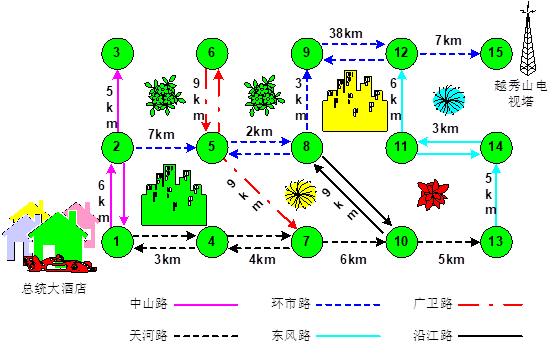 38km
3 6 9 12 15
7km
5km 9km 3km 6km
越秀山电
视塔
7km 2km 3km
2 5 8 11 14
6km 9km 9km 5km
1 4 7 10 13
3km 4km 6km 5km
总统大酒店
中山路 环市路 广卫路
天河路 东风路 沿江路